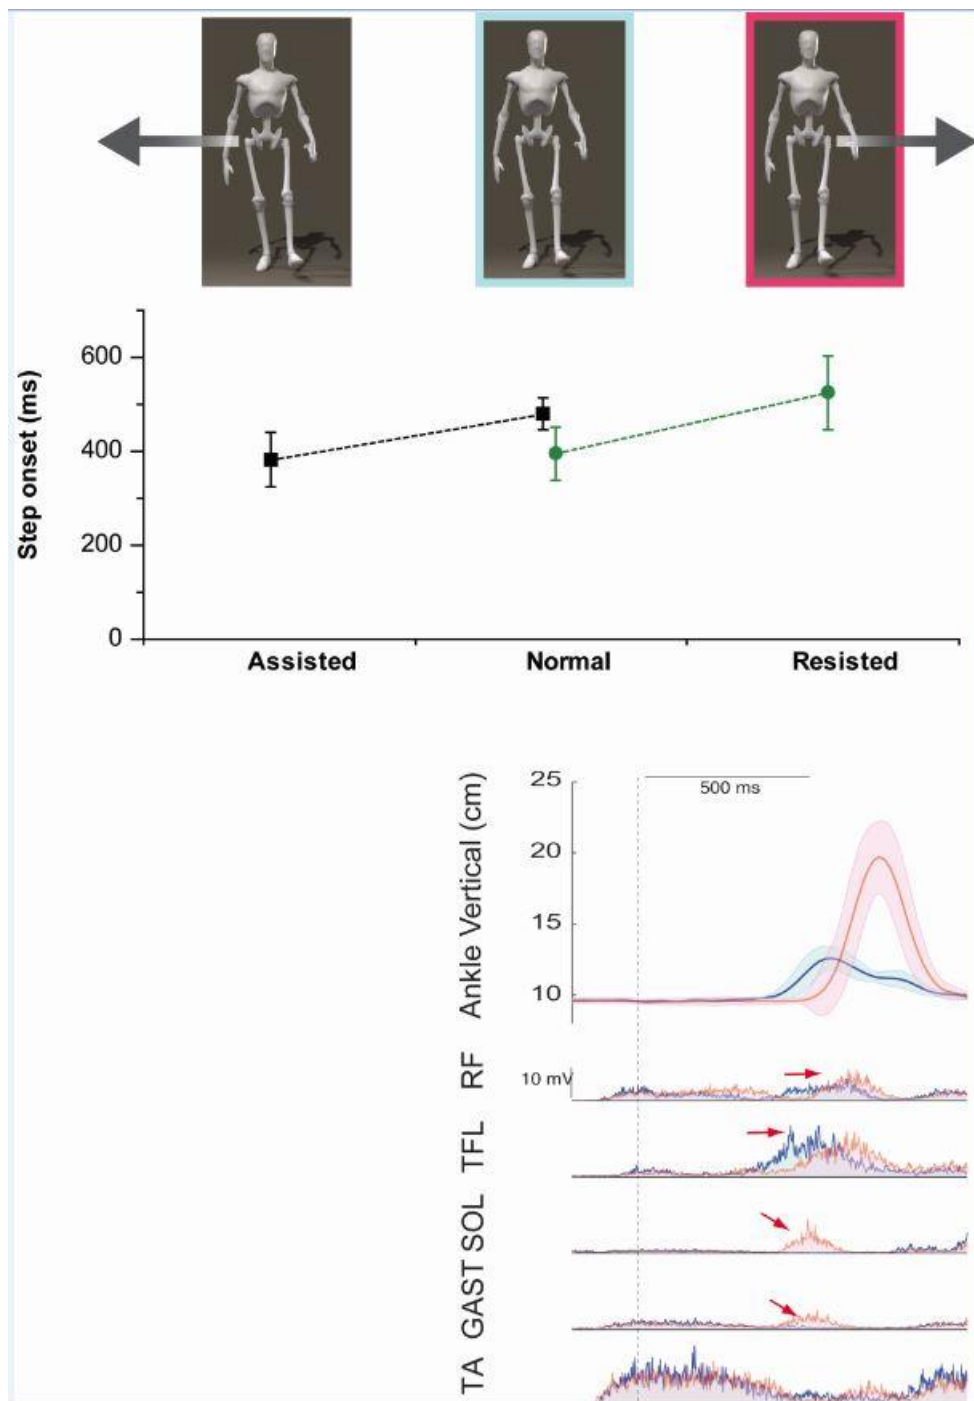 Step onset (ms)
600
400
200
0
Assisted Normal Resisted
Ankle Vertical (cm)
25
20
15
10
500 ms
RF
10 mV
TFL
SOL
GAST
TA